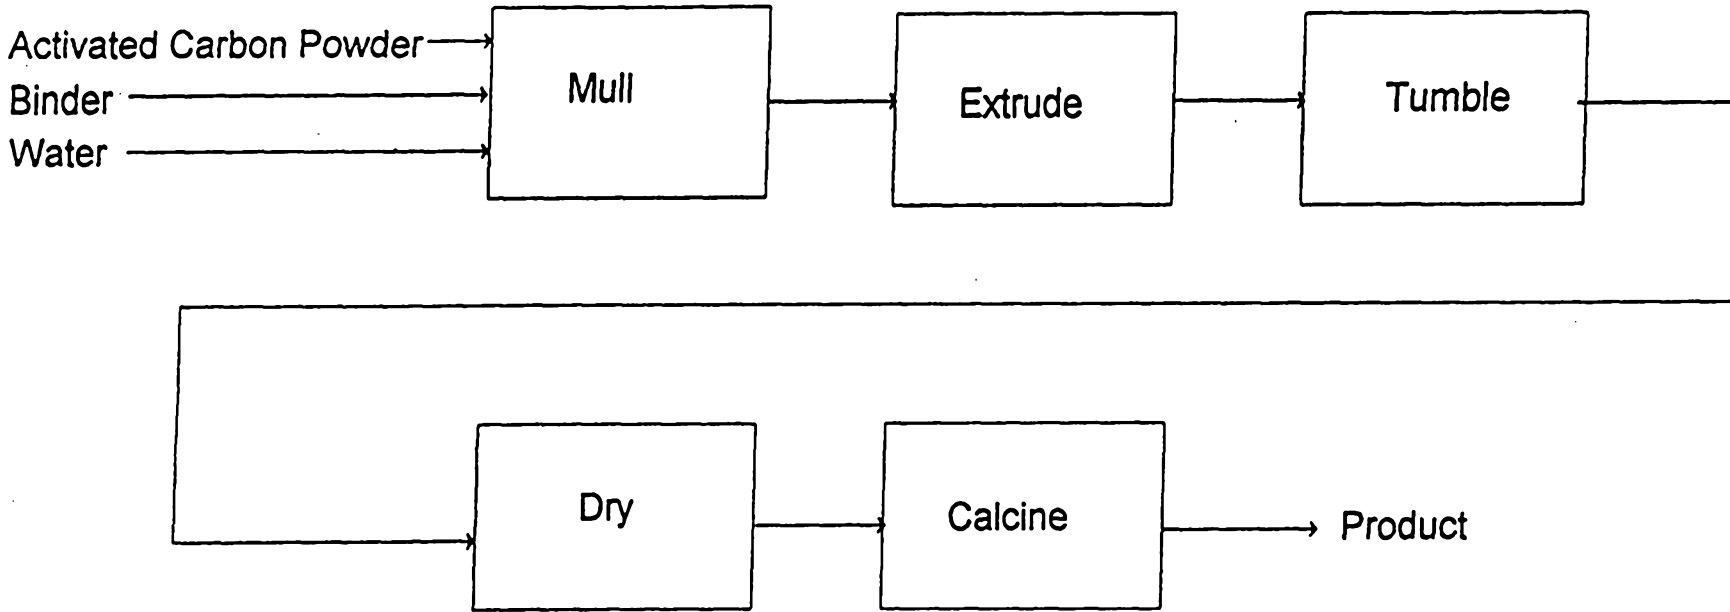 Activated Carbon Powder
Binder
Water
Mull
Extrude
Tumble
Dry
Calcine
Product